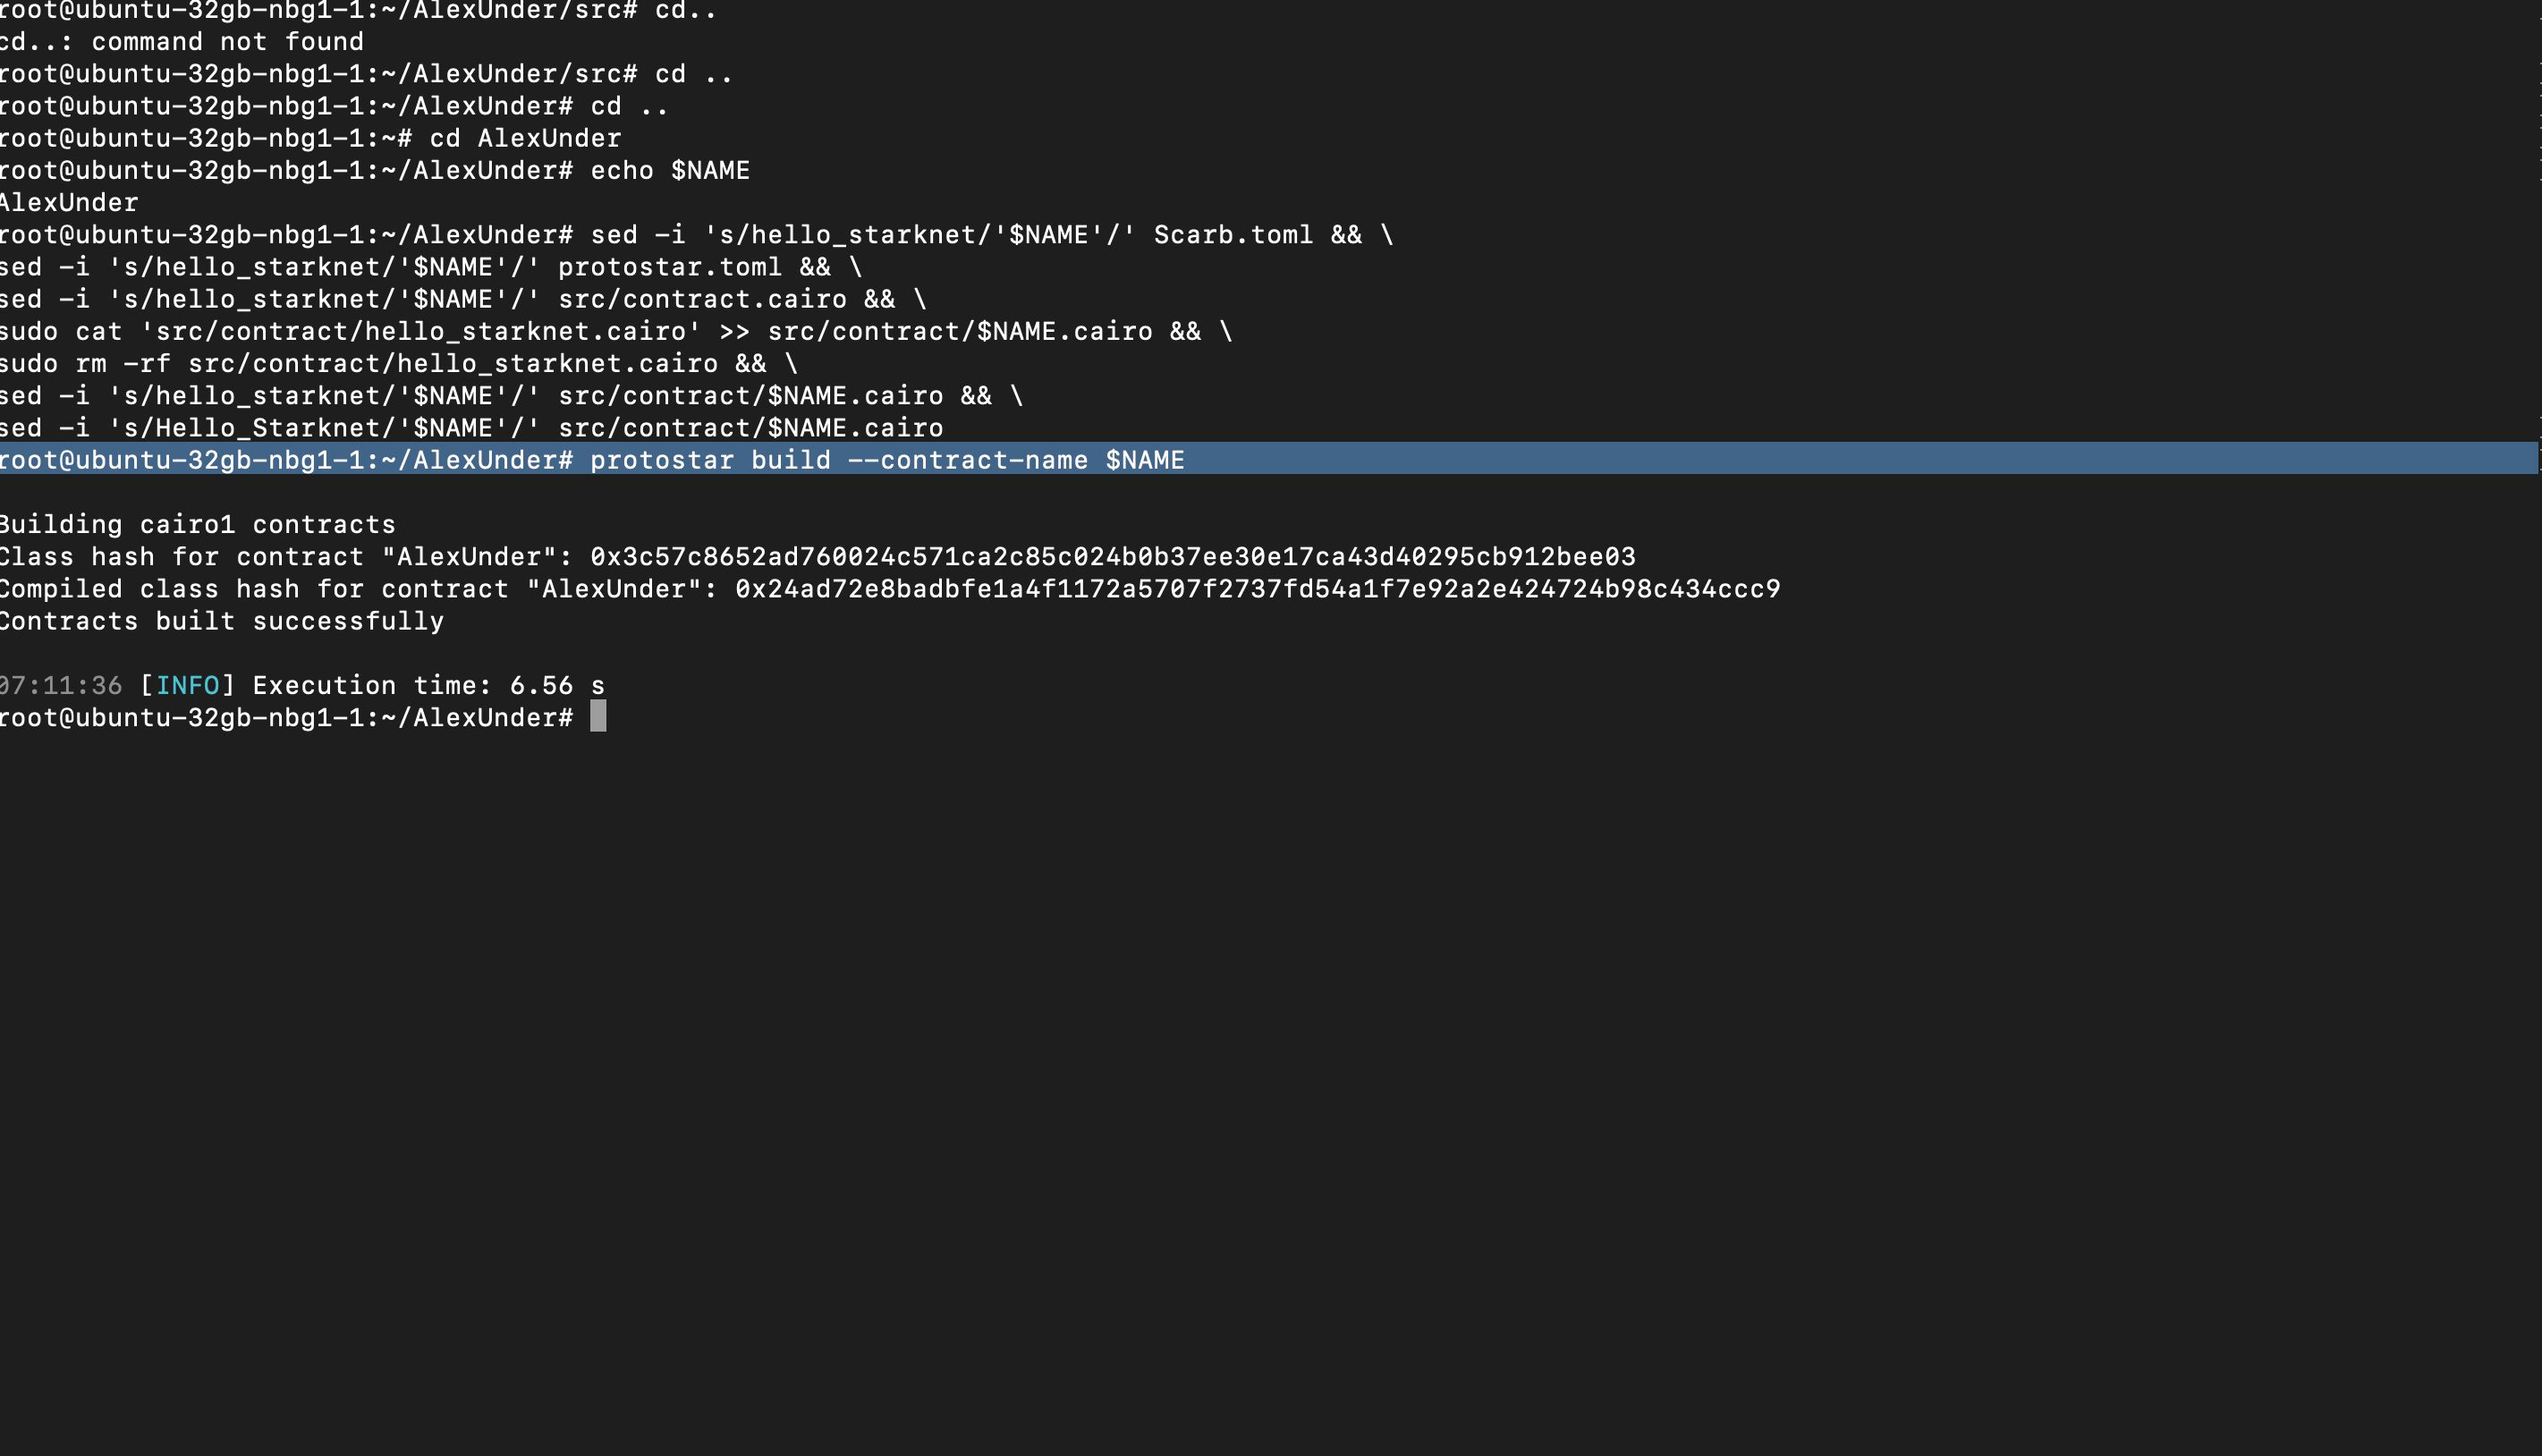 root@ubuntu-32gb-nbg1-1:~/AlexUnder/src# cd..
cd..: command not found
root@ubuntu-32gb-nbg1-1:~/AlexUnder/src# cd ..
root@ubuntu-32gb-nbg1-1:~/AlexUnder# cd ..
root@ubuntu-32gb-nbg1-1:~# cd AlexUnder
root@ubuntu-32gb-nbg1-1:~/AlexUnder# echo $NAME
AlexUnder
root@ubuntu-32gb-nbg1-1:~/AlexUnder# sed -i 's/hello_starknet/'$NAME'/' Scarb.toml && \
sed -i 's/hello_starknet/'$NAME'/' protostar.toml && \
sed -i 's/hello_starknet/'$NAME'/' src/contract.cairo && \
sudo cat 'src/contract/hello_starknet.cairo' >> src/contract/$NAME.cairo && \
sudo rm -rf src/contract/hello_starknet.cairo && \
sed -i 's/hello_starknet/'$NAME'/' src/contract/$NAME.cairo && \
sed -i 's/Hello_Starknet/'$NAME'/' src/contract/$NAME.cairo
root@ubuntu-32gb-nbg1-1:~/AlexUnder# protostar build --contract-name $NAME
Building cairo1 contracts
Class hash for contract "AlexUnder": 0x3c57c8652ad760024c571ca2c85c024b0b37ee30e17ca43d40295cb912bee03
Compiled class hash for contract "AlexUnder": 0x24ad72e8badbfe1a4f1172a5707f2737fd54a1f7e92a2e424724b98c434ccc9
Contracts built successfully
07:11:36 [INFO] Execution time: 6.56 s
root@ubuntu-32gb-nbg1-1:~/AlexUnder#